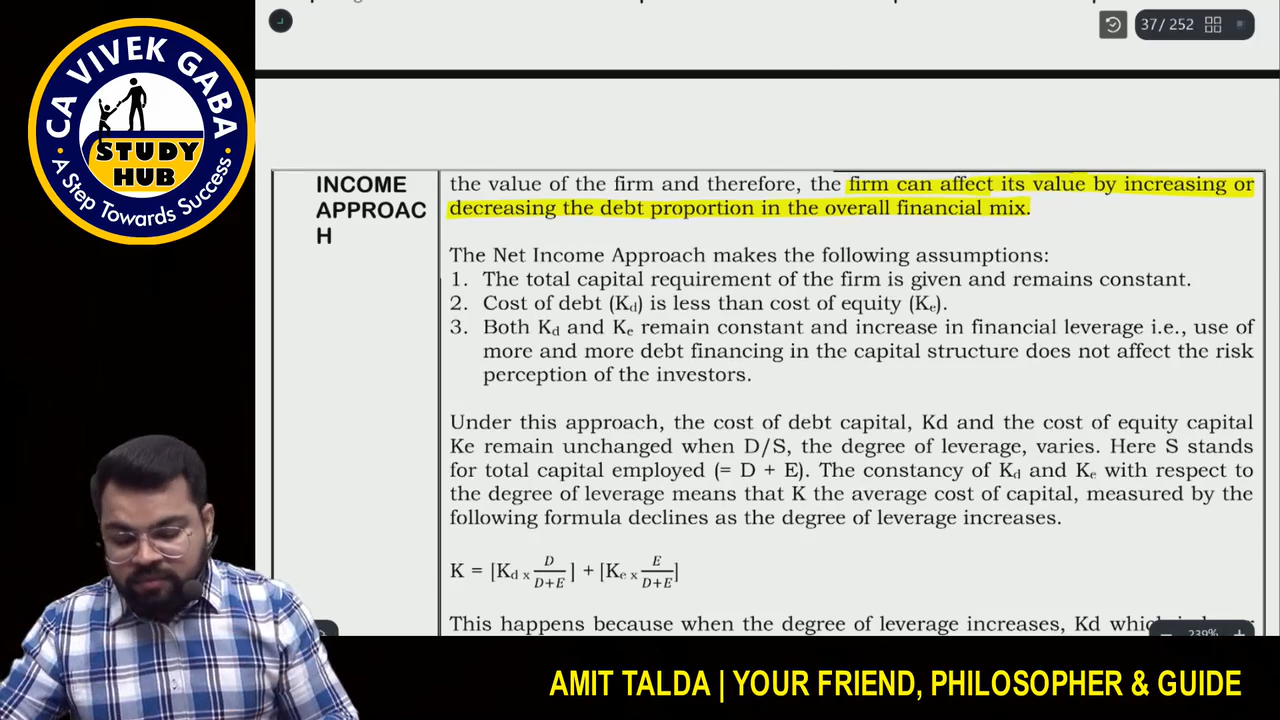 CA VIVEK GABA
STUDY
HUB
A Step Towards Success
37/252
INCOME
APPROAC
H
the value of the firm and therefore, the firm can affect its value by increasing or
decreasing the debt proportion in the overall financial mix.
The Net Income Approach makes the following assumptions:
1. The total capital requirement of the firm is given and remains constant.
2. Cost of debt (Kd) is less than cost of equity (Ke).
3. Both Kd and Ke remain constant and increase in financial leverage i.e., use of
more and more debt financing in the capital structure does not affect the risk
perception of the investors.
Under this approach, the cost of debt capital, Kd and the cost of equity capital
Ke remain unchanged when D/S, the degree of leverage, varies. Here S stands
for total capital employed (= D + E). The constancy of Kd and Ke with respect to
the degree of leverage means that K the average cost of capital, measured by the
following formula declines as the degree of leverage increases.
K = [Kd x D/D+E] + [Ke x E/D+E]
This happens because when the degree of leverage increases, Kd which
239%
AMIT TALDA | YOUR FRIEND, PHILOSOPHER & GUIDE